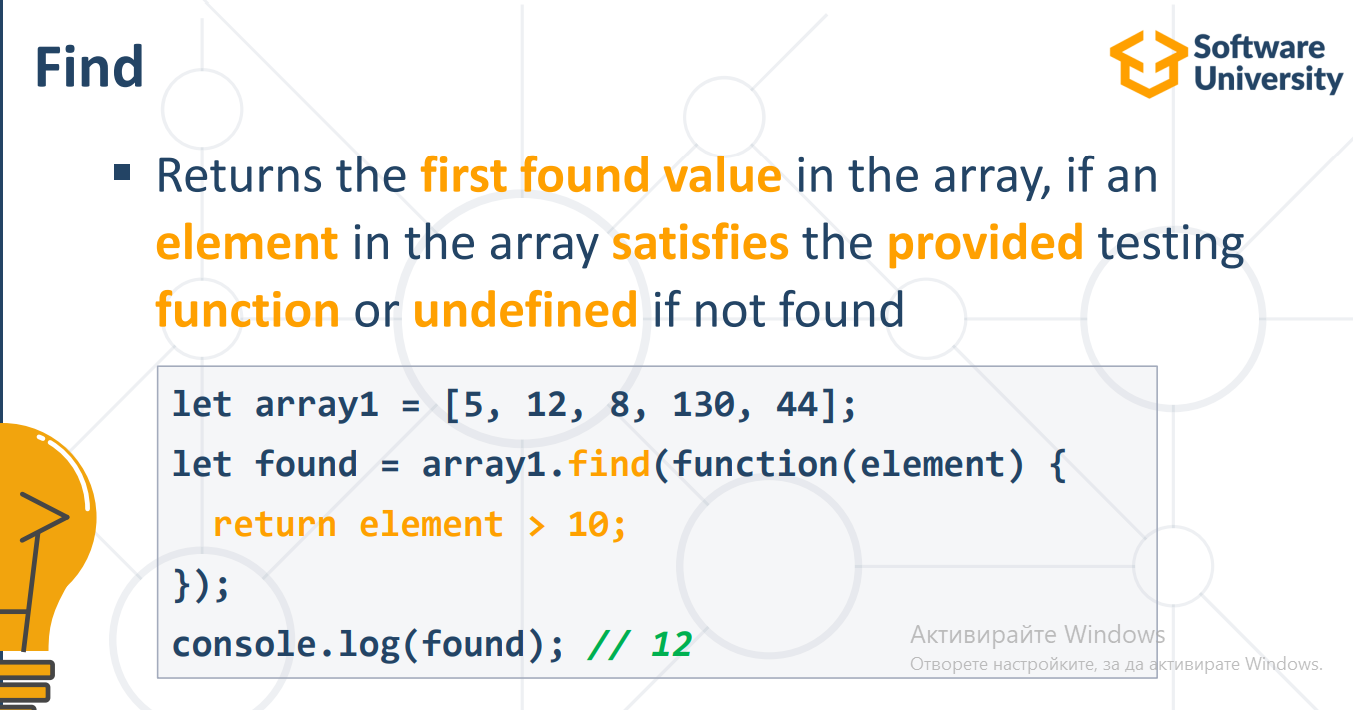 Find
Software
University
▪ Returns the first found value in the array, if an
element in the array satisfies the provided testing
function or undefined if not found
let array1 = [5, 12, 8, 130, 44];
let found = array1.find(function(element) {
  return element > 10;
});
console.log(found); // 12
Активирайте Windows
Отворете настройките, за да активирате Windows.